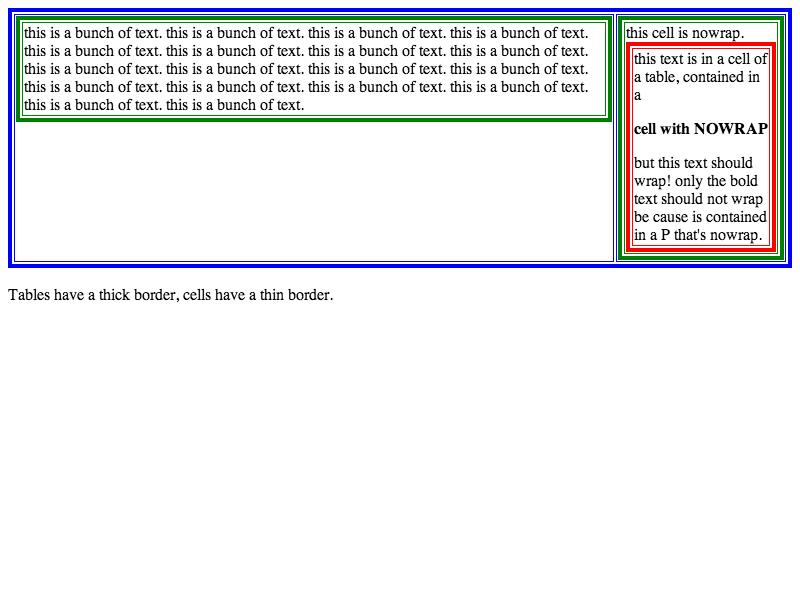 this is a bunch of text. this is a bunch of text. this is a bunch of text. this is a bunch of text.
this is a bunch of text. this is a bunch of text. this is a bunch of text. this is a bunch of text.
this is a bunch of text. this is a bunch of text. this is a bunch of text. this is a bunch of text.
this is a bunch of text. this is a bunch of text. this is a bunch of text. this is a bunch of text.
this is a bunch of text. this is a bunch of text.
this cell is nowrap.
this text is in a cell of
a table, contained in
a
cell with NOWRAP
but this text should
wrap! only the bold
text should not wrap
be cause is contained
in a P that's nowrap.
Tables have a thick border, cells have a thin border.